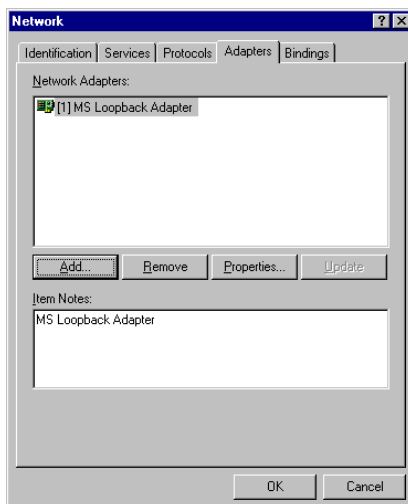 Network
Identification Services Protocols Adapters Bindings
Network Adapters:
[1] MS Loopback Adapter
Add... Remove Properties... Update
Item Notes:
MS Loopback Adapter
OK Cancel